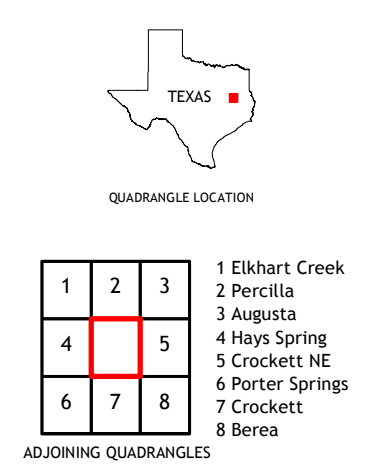 TEXAS
QUADRANGLE LOCATION
1 2 3
4 5
6 7 8
1 Elkhart Creek
2 Percilla
3 Augusta
4 Hays Spring
5 Crockett NE
6 Porter Springs
7 Crockett
8 Berea
ADJOINING QUADRANGLES